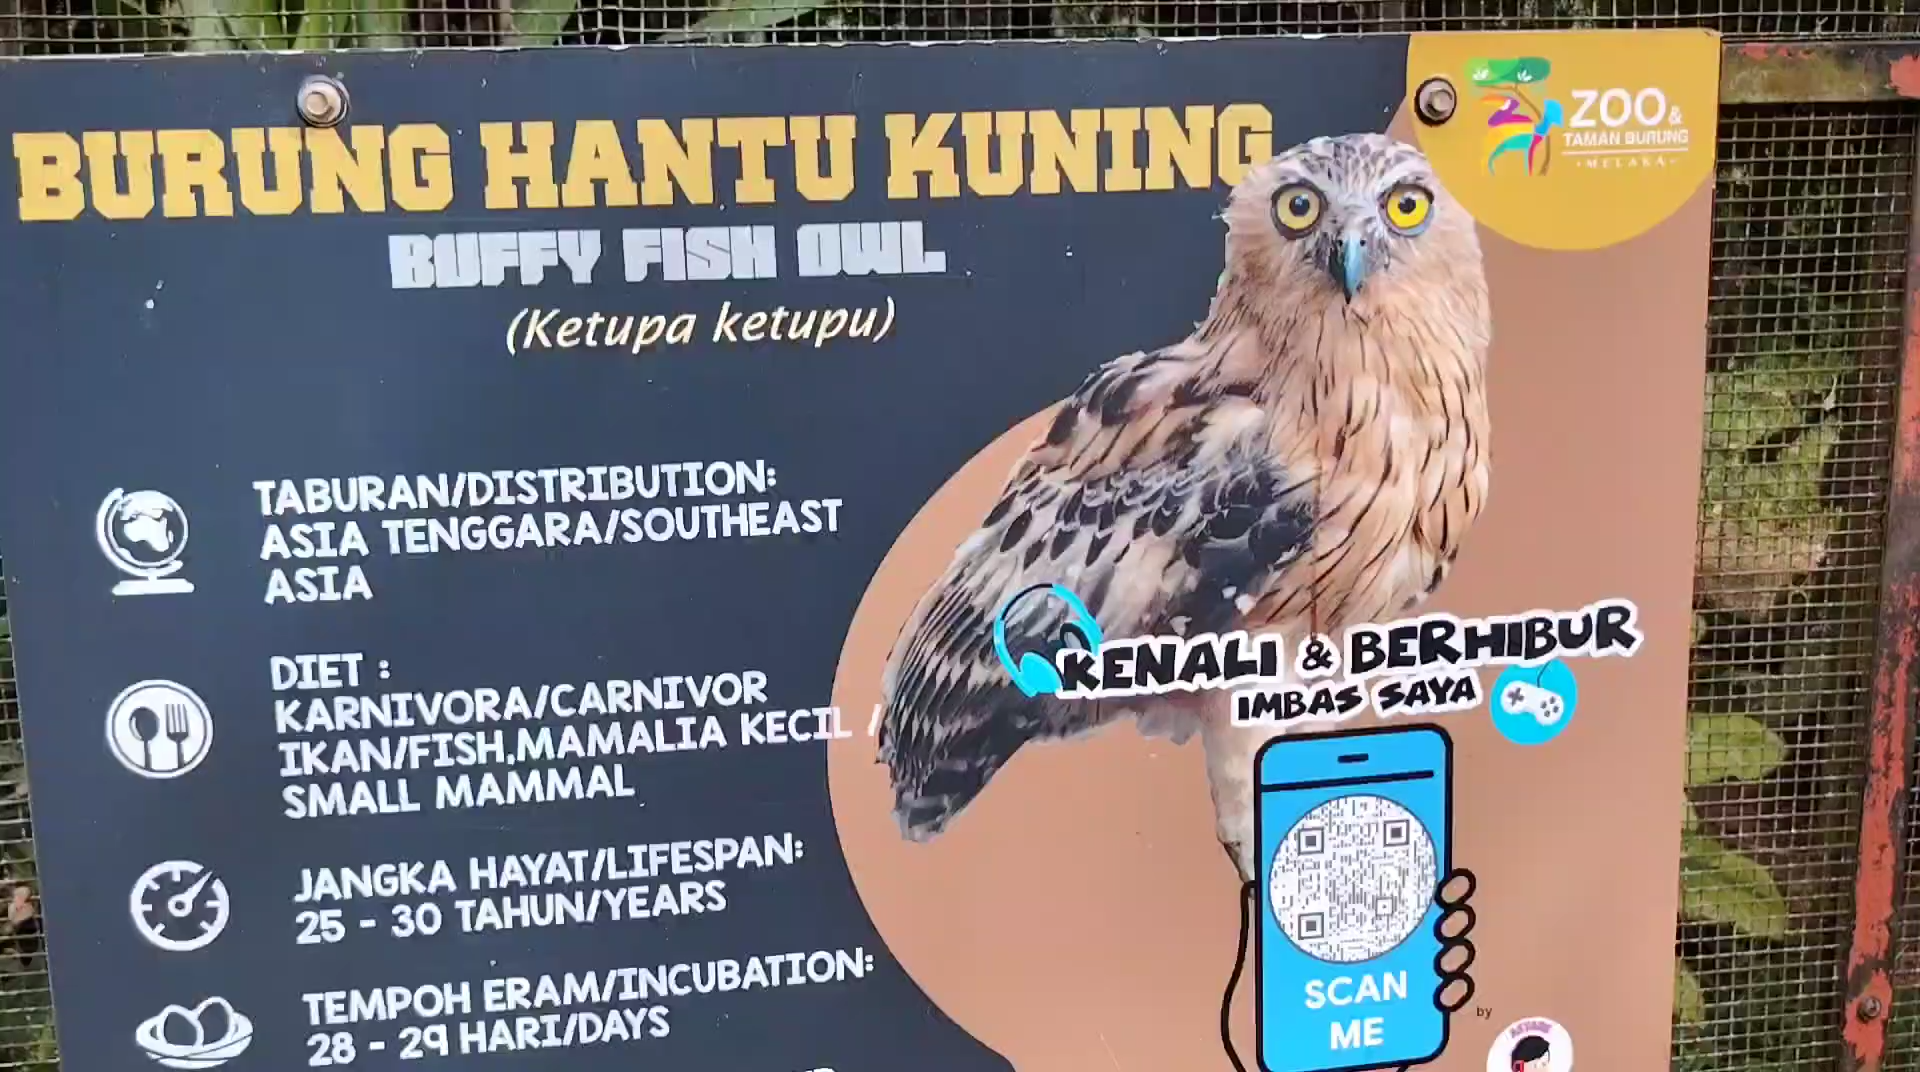 BURUNG HANTU KUNING
BUFFY FISH OWL
(Ketupa ketupu)
ZOO &
TAMAN BURUNG
• MELAKA •
TABURAN/DISTRIBUTION:
ASIA TENGGARA/SOUTHEAST
ASIA
DIET :
KARNIVORA/CARNIVOR
IKAN/FISH,MAMALIA KECIL /
SMALL MAMMAL
JANGKA HAYAT/LIFESPAN:
25 - 30 TAHUN/YEARS
TEMPOH ERAM/INCUBATION:
28 - 29 HARI/DAYS
KENALI & BERHIBUR
IMBAS SAYA
SCAN
ME
by